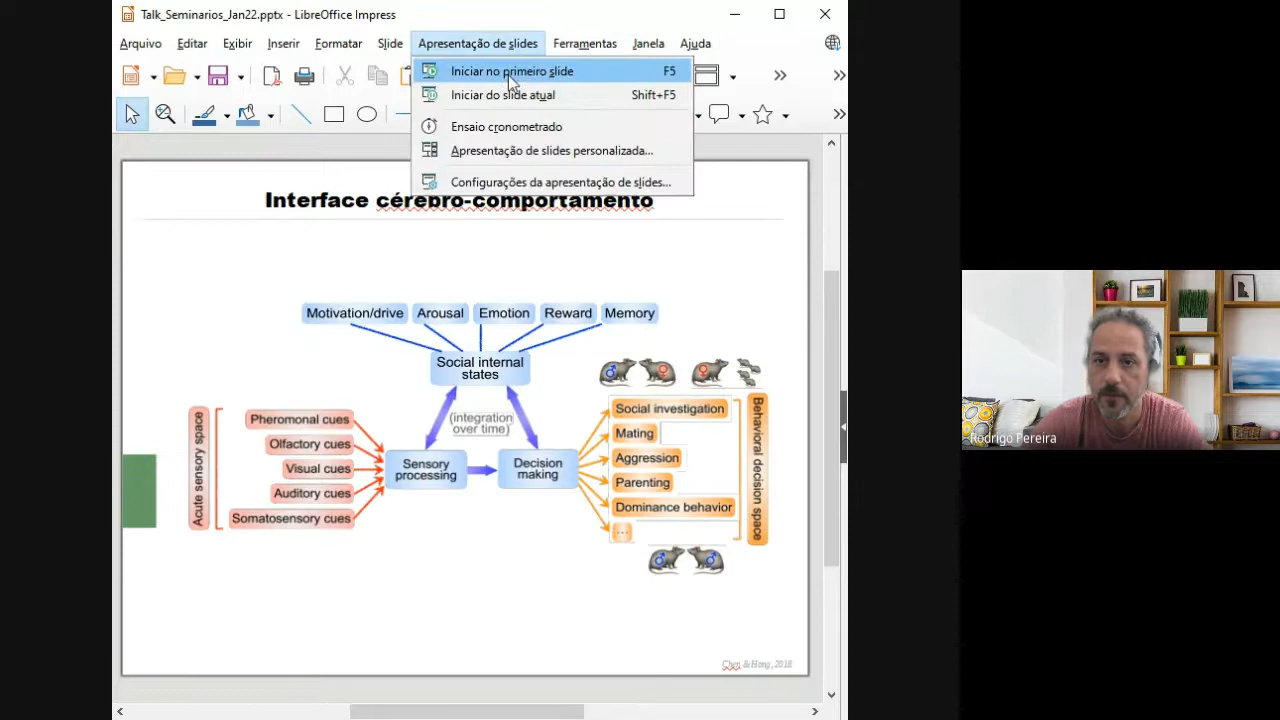 Talk_Seminarios_Jan22.pptx - LibreOffice Impress
Arquivo Editar Exibir Inserir Formatar Slide Apresentação de slides Ferramentas Janela Ajuda
Iniciar no primeiro slide F5
Iniciar do slide atual Shift+F5
Ensaio cronometrado
Apresentação de slides personalizada...
Configurações da apresentação de slides...
Interface cérebro-comportamento
Motivation/drive Arousal Emotion Reward Memory
Social internal
states
(integration
over time)
Acute sensory space
Pheromonal cues
Olfactory cues
Visual cues
Auditory cues
Somatosensory cues
Sensory
processing
Decision
making
Social investigation
Mating
Aggression
Parenting
Dominance behavior
...
Behavioral decision space
Chen & Hong, 2018
Rodrigo Pereira